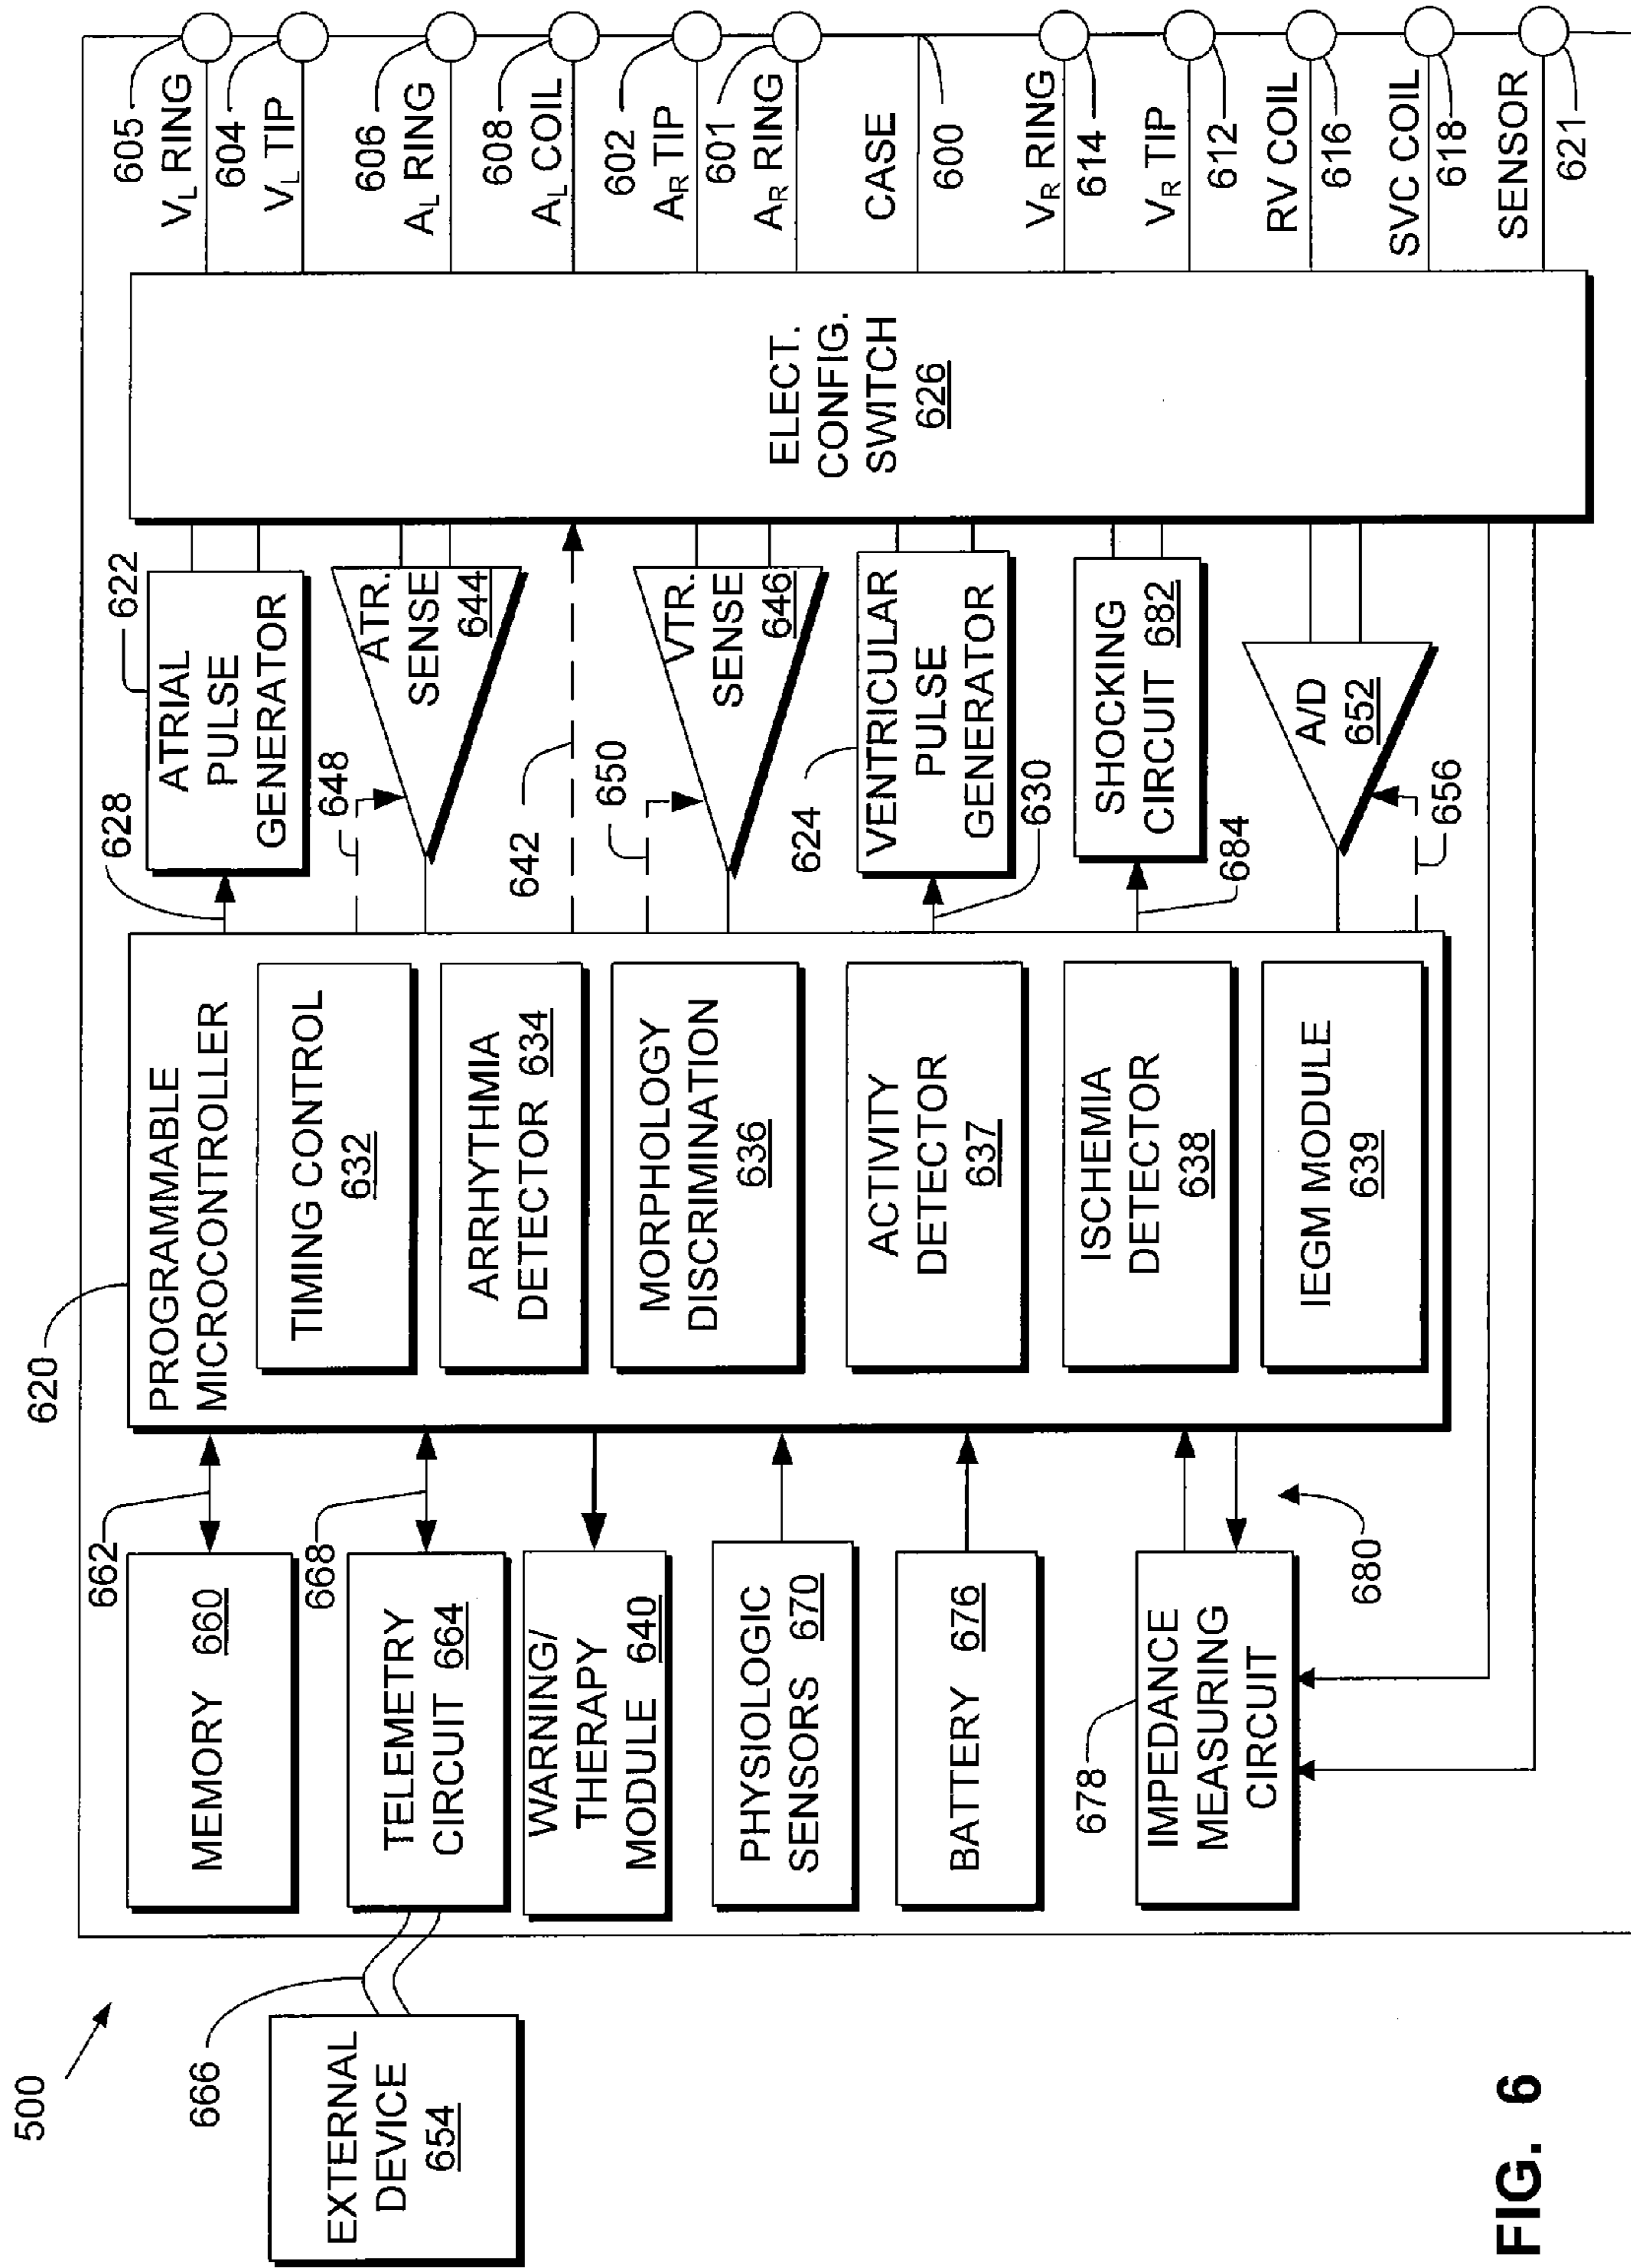 500
EXTERNAL
DEVICE
654
666
620
662
MEMORY 660
668
TELEMETRY
CIRCUIT 664
WARNING/
THERAPY
MODULE 640
PHYSIOLOGIC
SENSORS 670
BATTERY 676
678
IMPEDANCE
MEASURING
CIRCUIT
680
PROGRAMMABLE
MICROCONTROLLER
TIMING CONTROL
632
ARRHYTHMIA
DETECTOR 634
MORPHOLOGY
DISCRIMINATION
636
ACTIVITY
DETECTOR
637
ISCHEMIA
DETECTOR
638
IEGM MODULE
639
628
622
ATRIAL
PULSE
GENERATOR
648
ATR.
SENSE
644
642
650
VTR.
SENSE
646
624
VENTRICULAR
PULSE
GENERATOR
630
SHOCKING
CIRCUIT 682
684
A/D
652
656
ELECT.
CONFIG.
SWITCH
626
605
VL RING
604
VL TIP
606
AL RING
608
AL COIL
602
AR TIP
601
AR RING
CASE
600
VR RING
614
VR TIP
612
RV COIL
616
SVC COIL
618
SENSOR
621
FIG. 6